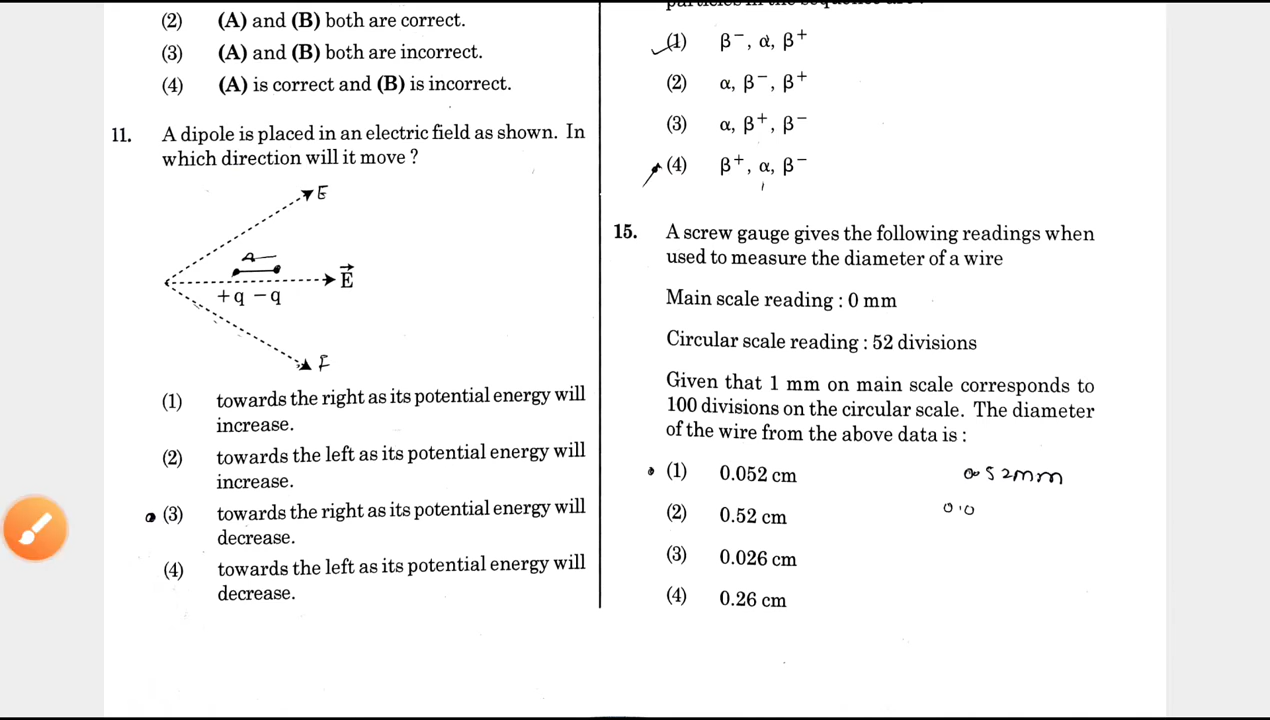 (2) (A) and (B) both are correct.
(3) (A) and (B) both are incorrect.
(4) (A) is correct and (B) is incorrect.
11. A dipole is placed in an electric field as shown. In
which direction will it move ?
E
E
+q −q
(1) towards the right as its potential energy will
increase.
(2) towards the left as its potential energy will
increase.
(3) towards the right as its potential energy will
decrease.
(4) towards the left as its potential energy will
decrease.
(1) β⁻, α, β⁺
(2) α, β⁻, β⁺
(3) α, β⁺, β⁻
(4) β⁺, α, β⁻
15. A screw gauge gives the following readings when
used to measure the diameter of a wire
Main scale reading : 0 mm
Circular scale reading : 52 divisions
Given that 1 mm on main scale corresponds to
100 divisions on the circular scale. The diameter
of the wire from the above data is :
(1) 0.052 cm
(2) 0.52 cm
(3) 0.026 cm
(4) 0.26 cm
52mm
0.0